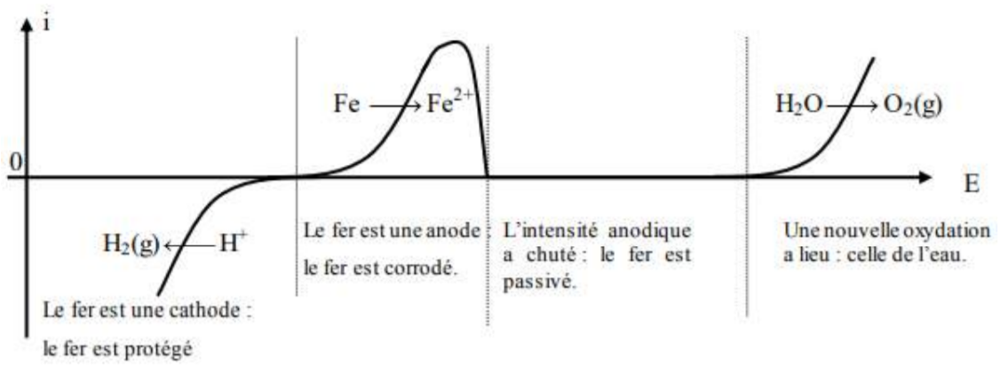 i
Fe → Fe²⁺
H₂O → O₂(g)
0
E
H₂(g) ← H⁺
Le fer est une anode :
le fer est corrodé.
L'intensité anodique
a chuté : le fer est
passivé.
Une nouvelle oxydation
a lieu : celle de l'eau.
Le fer est une cathode :
le fer est protégé